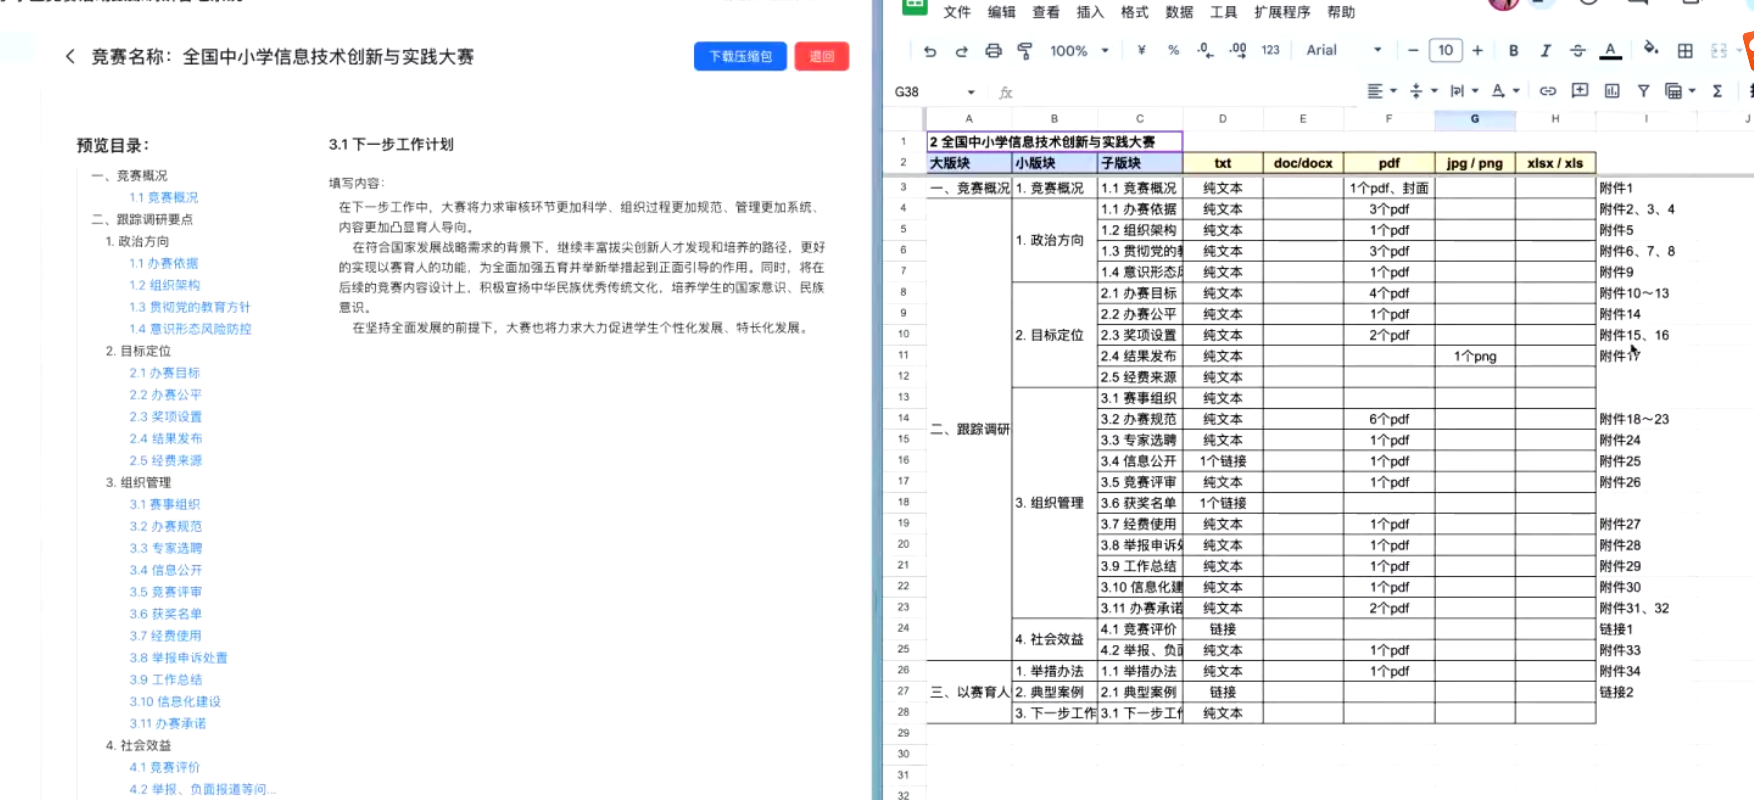 竞赛名称：全国中小学信息技术创新与实践大赛
下载压缩包
退回
预览目录：
一、竞赛概况
1.1 竞赛概况
二、跟踪调研要点
1. 政治方向
1.1 办赛依据
1.2 组织架构
1.3 贯彻党的教育方针
1.4 意识形态风险防控
2. 目标定位
2.1 办赛目标
2.2 办赛公平
2.3 奖项设置
2.4 结果发布
2.5 经费来源
3. 组织管理
3.1 赛事组织
3.2 办赛规范
3.3 专家选聘
3.4 信息公开
3.5 竞赛评审
3.6 获奖名单
3.7 经费使用
3.8 举报申诉处置
3.9 工作总结
3.10 信息化建设
3.11 办赛承诺
4. 社会效益
4.1 竞赛评价
4.2 举报、负面报道等问...
3.1 下一步工作计划
填写内容：
在下一步工作中，大赛将力求审核环节更加科学、组织过程更加规范、管理更加系统、
内容更加凸显育人导向。
在符合国家发展战略需求的背景下，继续丰富拔尖创新人才发现和培养的路径，更好
的实现以赛育人的功能，为全面加强五育并举新举措起到正面引导的作用。同时，将在
后续的竞赛内容设计上，积极宣扬中华民族优秀传统文化，培养学生的国家意识、民族
意识。
在坚持全面发展的前提下，大赛也将力求大力促进学生个性化发展、特长化发展。
文件 编辑 查看 插入 格式 数据 工具 扩展程序 帮助
100% ¥ % .0 .00 123 Arial − 10 + B I S A
G38 fx Σ
A B C D E F G H I J
1 2 全国中小学信息技术创新与实践大赛
2 大版块 小版块 子版块 txt doc/docx pdf jpg / png xlsx / xls
3 一、竞赛概况 1. 竞赛概况 1.1 竞赛概况 纯文本 1个pdf、封面 附件1
4 1.1 办赛依据 纯文本 3个pdf 附件2、3、4
5 1. 政治方向 1.2 组织架构 纯文本 1个pdf 附件5
6 1.3 贯彻党的 纯文本 3个pdf 附件6、7、8
7 1.4 意识形态 纯文本 1个pdf 附件9
8 2.1 办赛目标 纯文本 4个pdf 附件10～13
9 2.2 办赛公平 纯文本 1个pdf 附件14
10 2. 目标定位 2.3 奖项设置 纯文本 2个pdf 附件15、16
11 2.4 结果发布 纯文本 1个png 附件17
12 2.5 经费来源 纯文本
13 3.1 赛事组织 纯文本
14 二、跟踪调研 3.2 办赛规范 纯文本 6个pdf 附件18～23
15 3.3 专家选聘 纯文本 1个pdf 附件24
16 3.4 信息公开 1个链接 1个pdf 附件25
17 3.5 竞赛评审 纯文本 1个pdf 附件26
18 3. 组织管理 3.6 获奖名单 1个链接
19 3.7 经费使用 纯文本 1个pdf 附件27
20 3.8 举报申诉 纯文本 1个pdf 附件28
21 3.9 工作总结 纯文本 1个pdf 附件29
22 3.10 信息化建 纯文本 1个pdf 附件30
23 3.11 办赛承诺 纯文本 2个pdf 附件31、32
24 4. 社会效益 4.1 竞赛评价 链接 链接1
25 4.2 举报、负面 纯文本 1个pdf 附件33
26 1. 举措办法 1.1 举措办法 纯文本 1个pdf 附件34
27 三、以赛育人 2. 典型案例 2.1 典型案例 链接 链接2
28 3. 下一步工作 3.1 下一步工作 纯文本
29
30
31
32